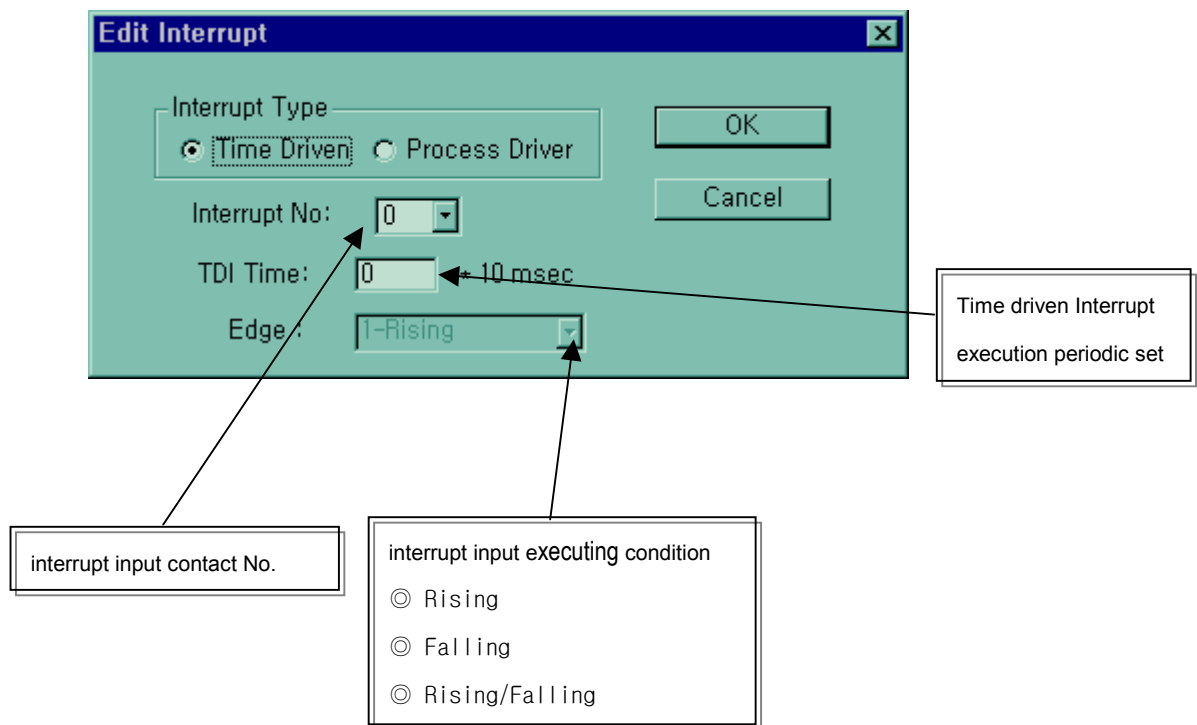 Edit Interrupt
Interrupt Type
Time Driven Process Driver
OK
Cancel
Interrupt No: 0
TDI Time: 0 * 10 msec
Edge : 1-Rising
Time driven Interrupt
execution periodic set
interrupt input contact No.
interrupt input executing condition
◎ Rising
◎ Falling
◎ Rising/Falling